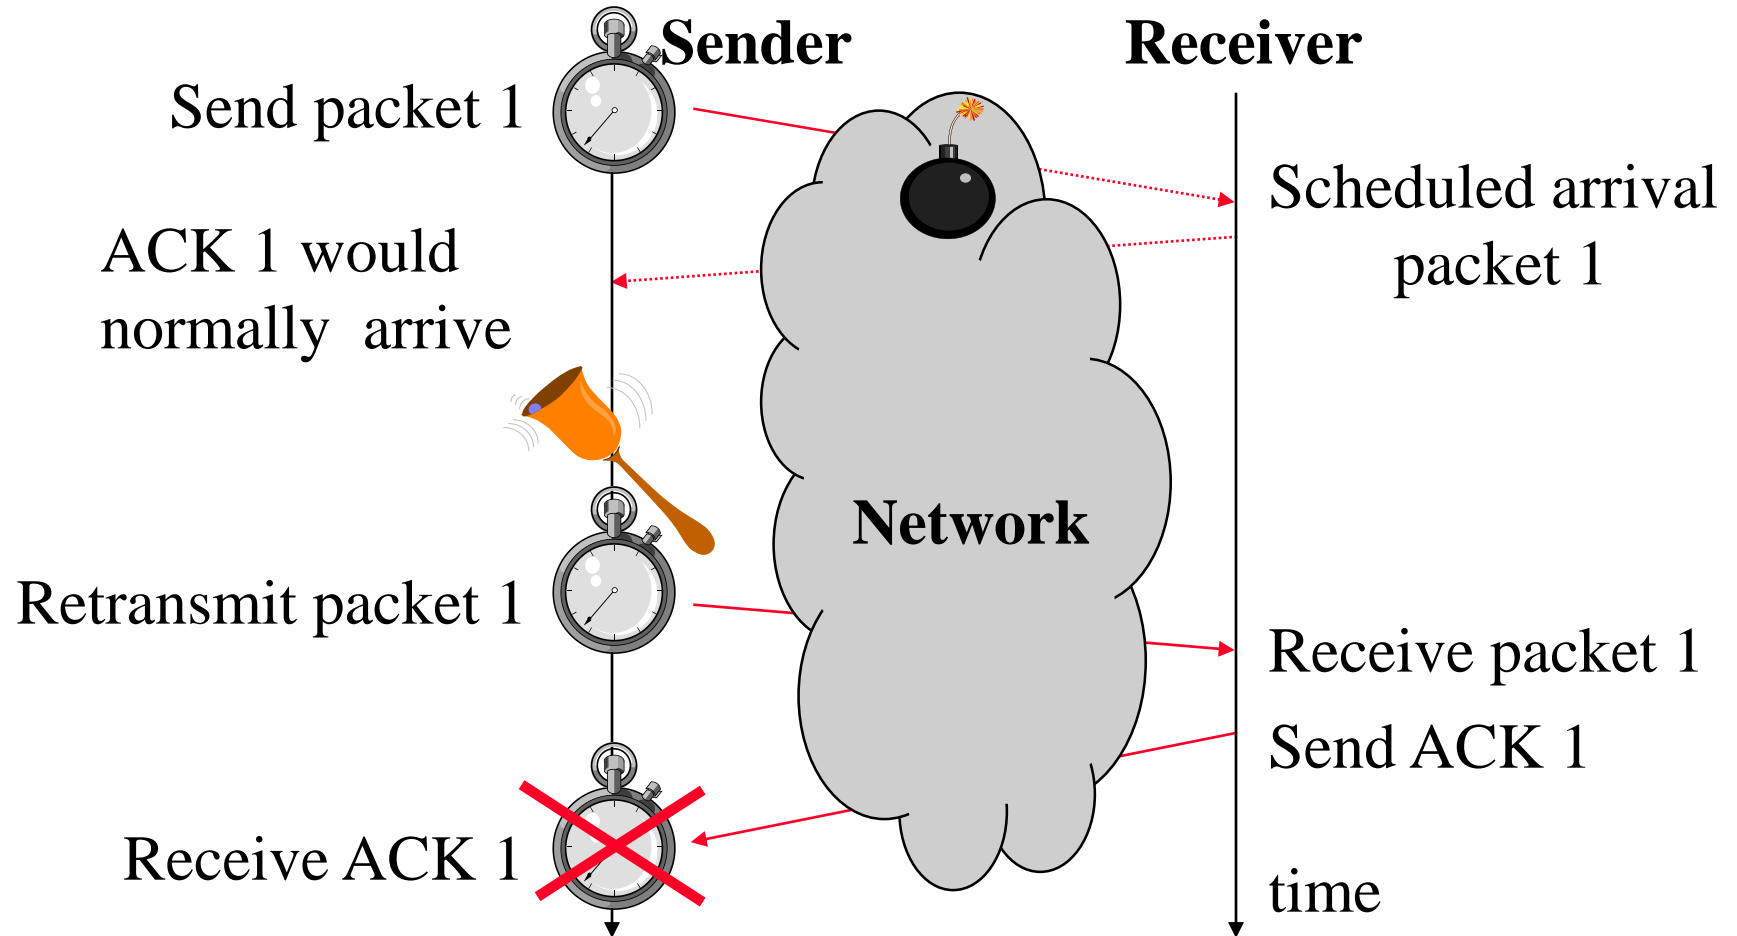 Sender
Receiver
Send packet 1
Scheduled arrival
packet 1
ACK 1 would
normally arrive
Network
Retransmit packet 1
Receive packet 1
Send ACK 1
Receive ACK 1
time